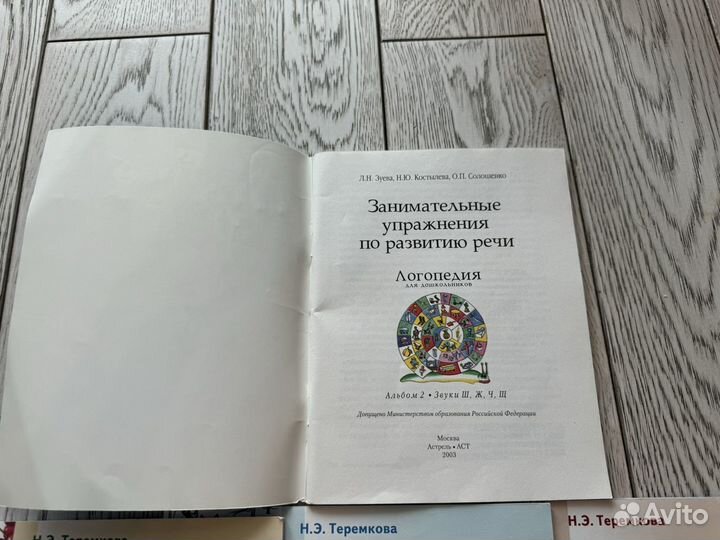 Л.Н. Зуева, Н.Ю. Костылева, О.П. Солошенко
Занимательные
упражнения
по развитию речи
Логопедия
для дошкольников
Альбом 2 • Звуки Ш, Ж, Ч, Щ
Допущено Министерством образования Российской Федерации
Москва
Астрель • АСТ
2003
Н.Э. Теремкова
Н.Э. Теремкова
Н.Э. Теремкова
Avito